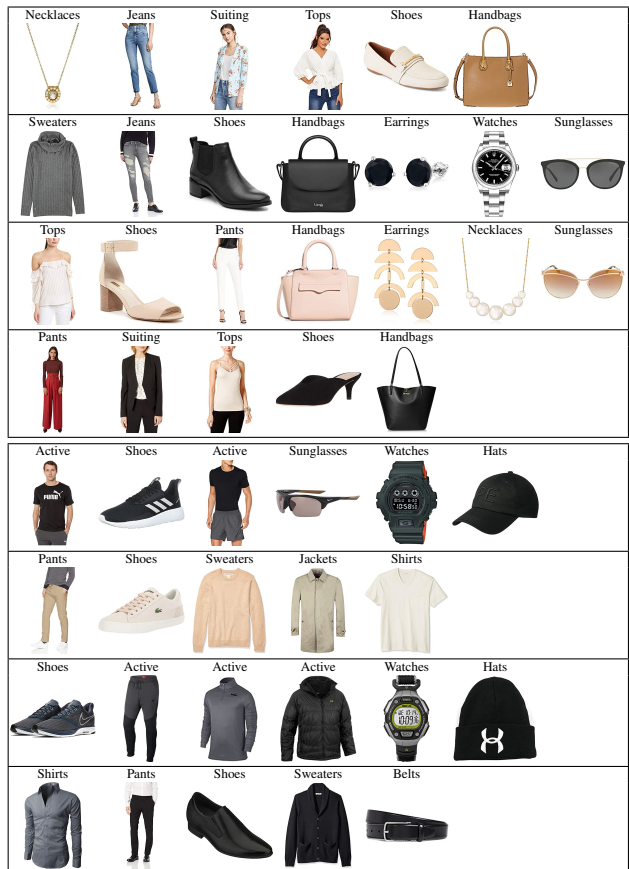 Necklaces Jeans Suiting Tops Shoes Handbags
Sweaters Jeans Shoes Handbags Earrings Watches Sunglasses
Tops Shoes Pants Handbags Earrings Necklaces Sunglasses
Pants Suiting Tops Shoes Handbags
Active Shoes Active Sunglasses Watches Hats
PUMA
Pants Shoes Sweaters Jackets Shirts
Shoes Active Active Active Watches Hats
Shirts Pants Shoes Sweaters Belts